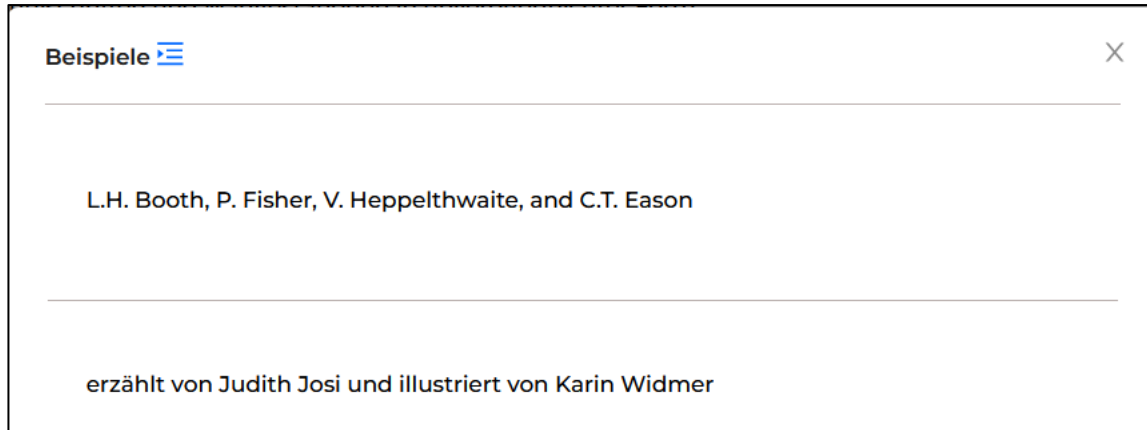 Beispiele
L.H. Booth, P. Fisher, V. Heppelthwaite, and C.T. Eason
erzählt von Judith Josi und illustriert von Karin Widmer